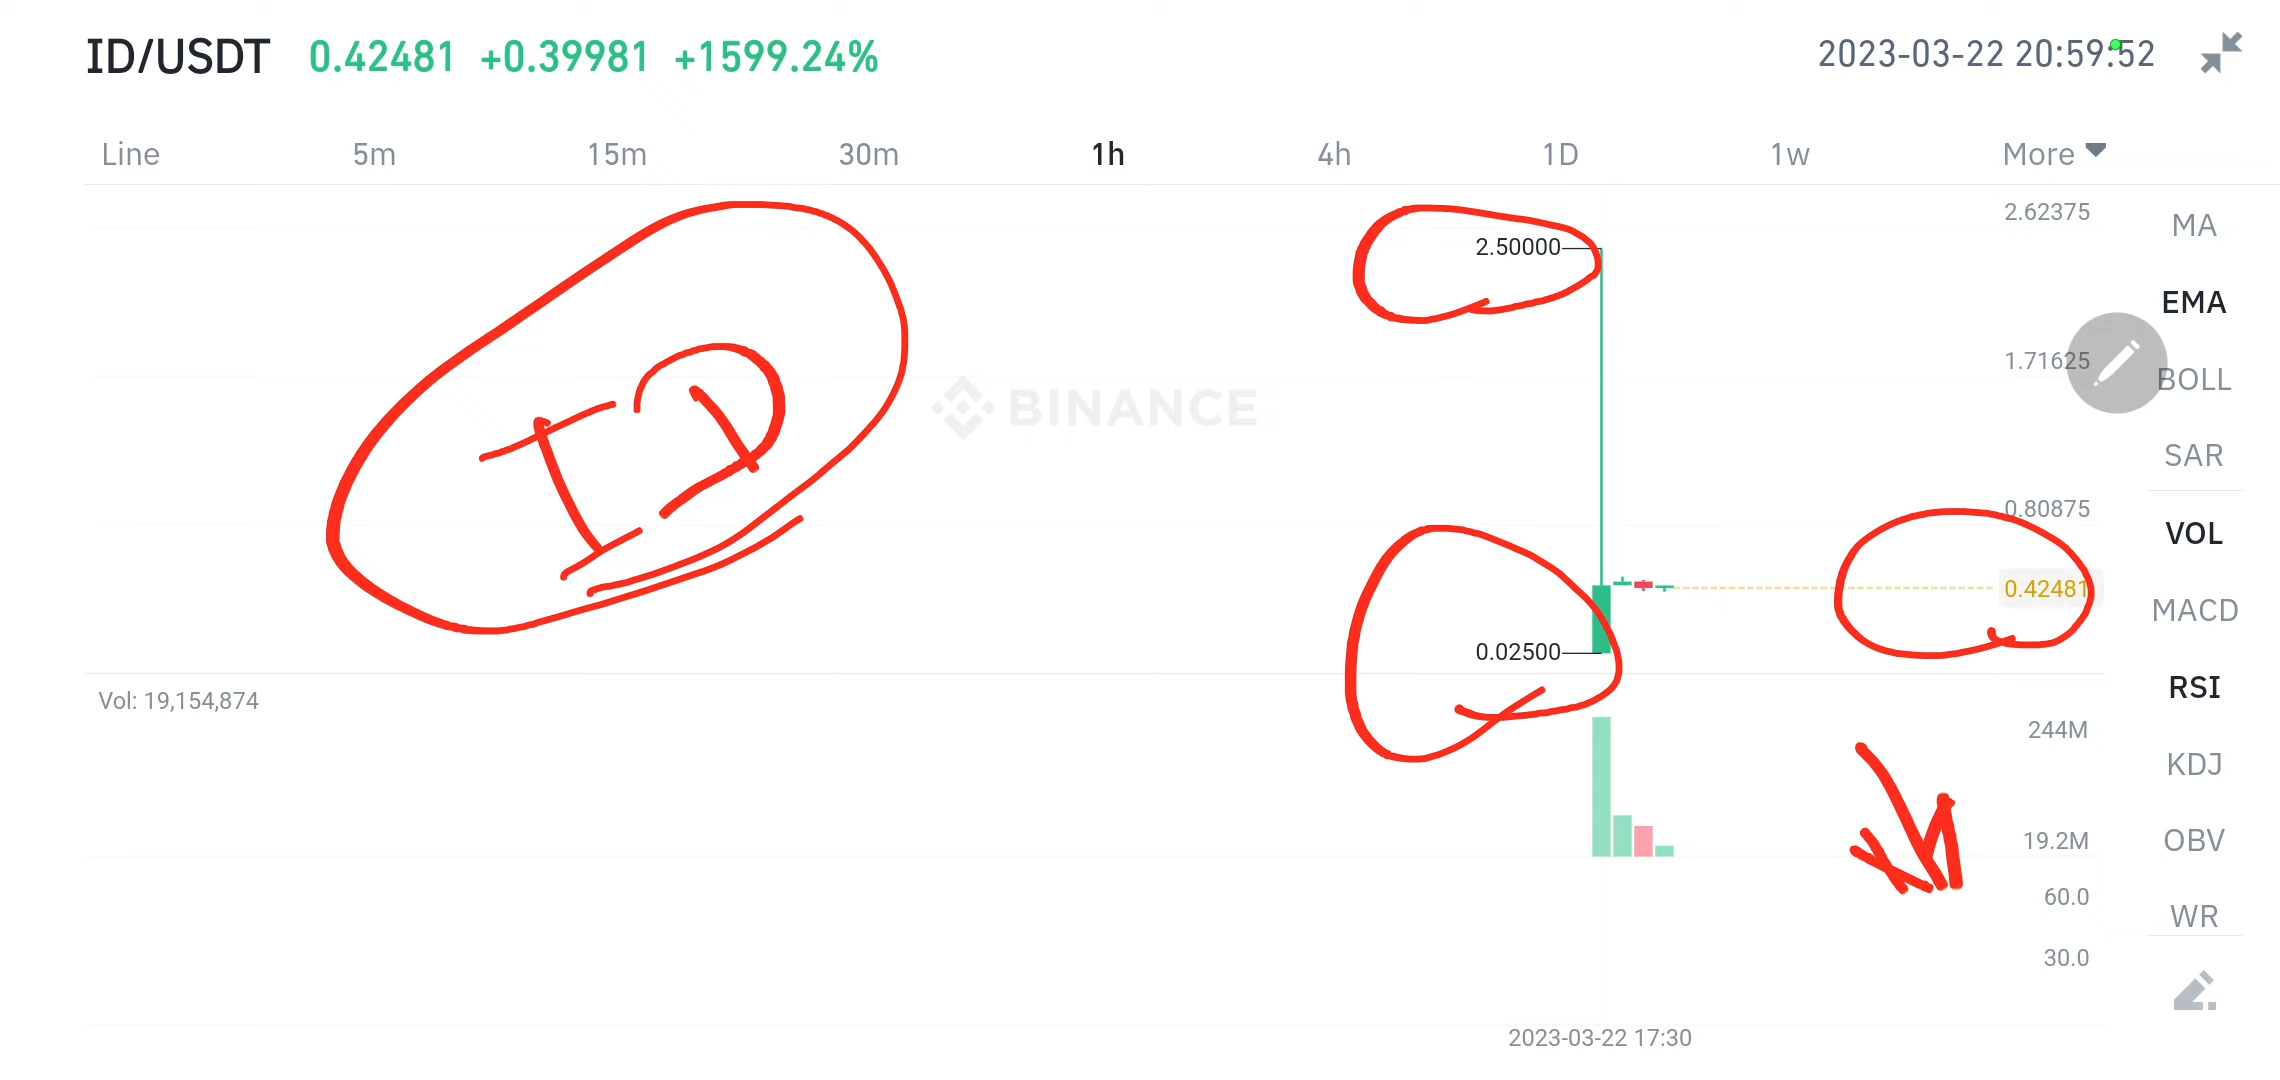 ID/USDT 0.42481 +0.39981 +1599.24% 2023-03-22 20:59:52
Line 5m 15m 30m 1h 4h 1D 1w More
2.62375
MA
2.50000
EMA
1.71625
BOLL
ID
BINANCE
SAR
0.80875
VOL
0.42481
MACD
0.02500
RSI
Vol: 19,154,874
244M
KDJ
19.2M
OBV
60.0
WR
30.0
2023-03-22 17:30